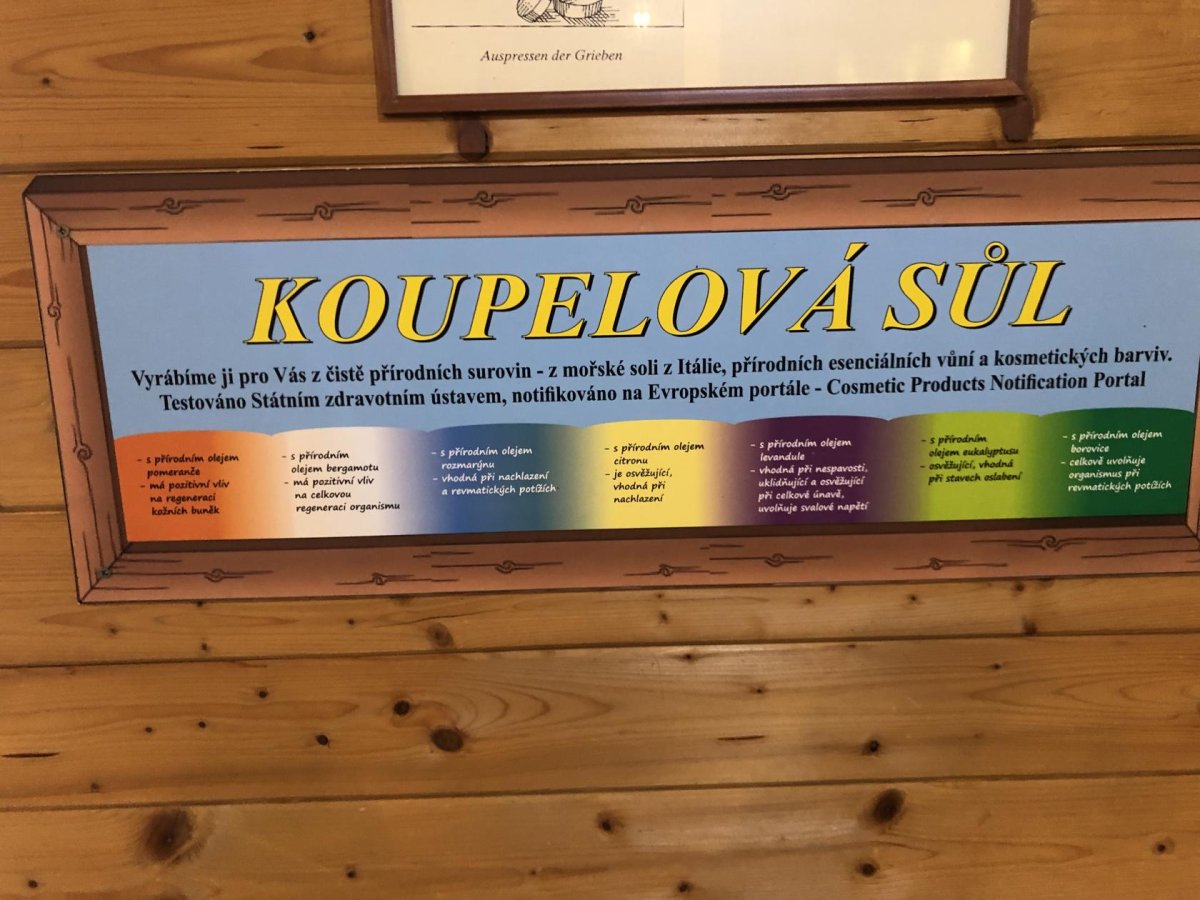 Auspressen der Grieben
KOUPELOVÁ SŮL
Vyrábíme ji pro Vás z čistě přírodních surovin - z mořské soli z Itálie, přírodních esenciálních vůní a kosmetických barviv.
Testováno Státním zdravotním ústavem, notifikováno na Evropském portále - Cosmetic Products Notification Portal
- s přírodním olejem
pomeranče
- má pozitivní vliv
na regeneraci
kožních buněk
- s přírodním
olejem bergamotu
- má pozitivní vliv
na celkovou
regeneraci organismu
- s přírodním olejem
rozmarýnu
- vhodná při nachlazení
a revmatických potížích
- s přírodním olejem
citronu
- je osvěžující,
vhodná při
nachlazení
- s přírodním olejem
levandule
- vhodná při nespavosti,
uklidňující a osvěžující
při celkové únavě,
uvolňuje svalové napětí
- s přírodním
olejem eukalyptusu
- osvěžující, vhodná
při stavech oslabení
- s přírodním olejem
borovice
- celkově uvolňuje
organismus při
revmatických potížích